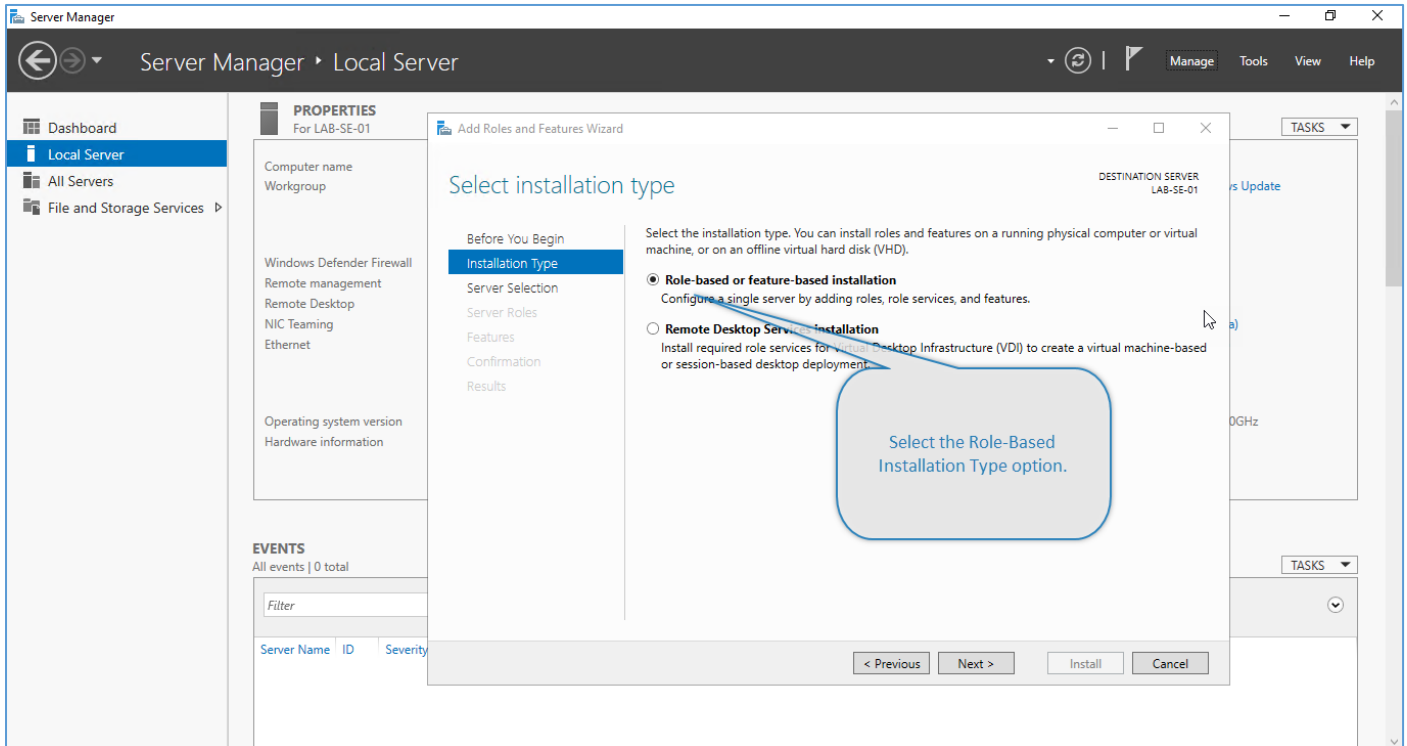 Server Manager
Server Manager • Local Server
Manage Tools View Help
Dashboard
Local Server
All Servers
File and Storage Services
PROPERTIES
For LAB-SE-01
TASKS
Computer name
Workgroup
Windows Defender Firewall
Remote management
Remote Desktop
NIC Teaming
Ethernet
Operating system version
Hardware information
Update
a)
0GHz
Add Roles and Features Wizard
Select installation type
DESTINATION SERVER
LAB-SE-01
Before You Begin
Installation Type
Server Selection
Server Roles
Features
Confirmation
Results
Select the installation type. You can install roles and features on a running physical computer or virtual
machine, or on an offline virtual hard disk (VHD).
Role-based or feature-based installation
Configure a single server by adding roles, role services, and features.
Remote Desktop Services installation
Install required role services for Virtual Desktop Infrastructure (VDI) to create a virtual machine-based
or session-based desktop deployment.
Select the Role-Based
Installation Type option.
< Previous Next > Install Cancel
EVENTS
All events | 0 total
TASKS
Filter
Server Name ID Severity